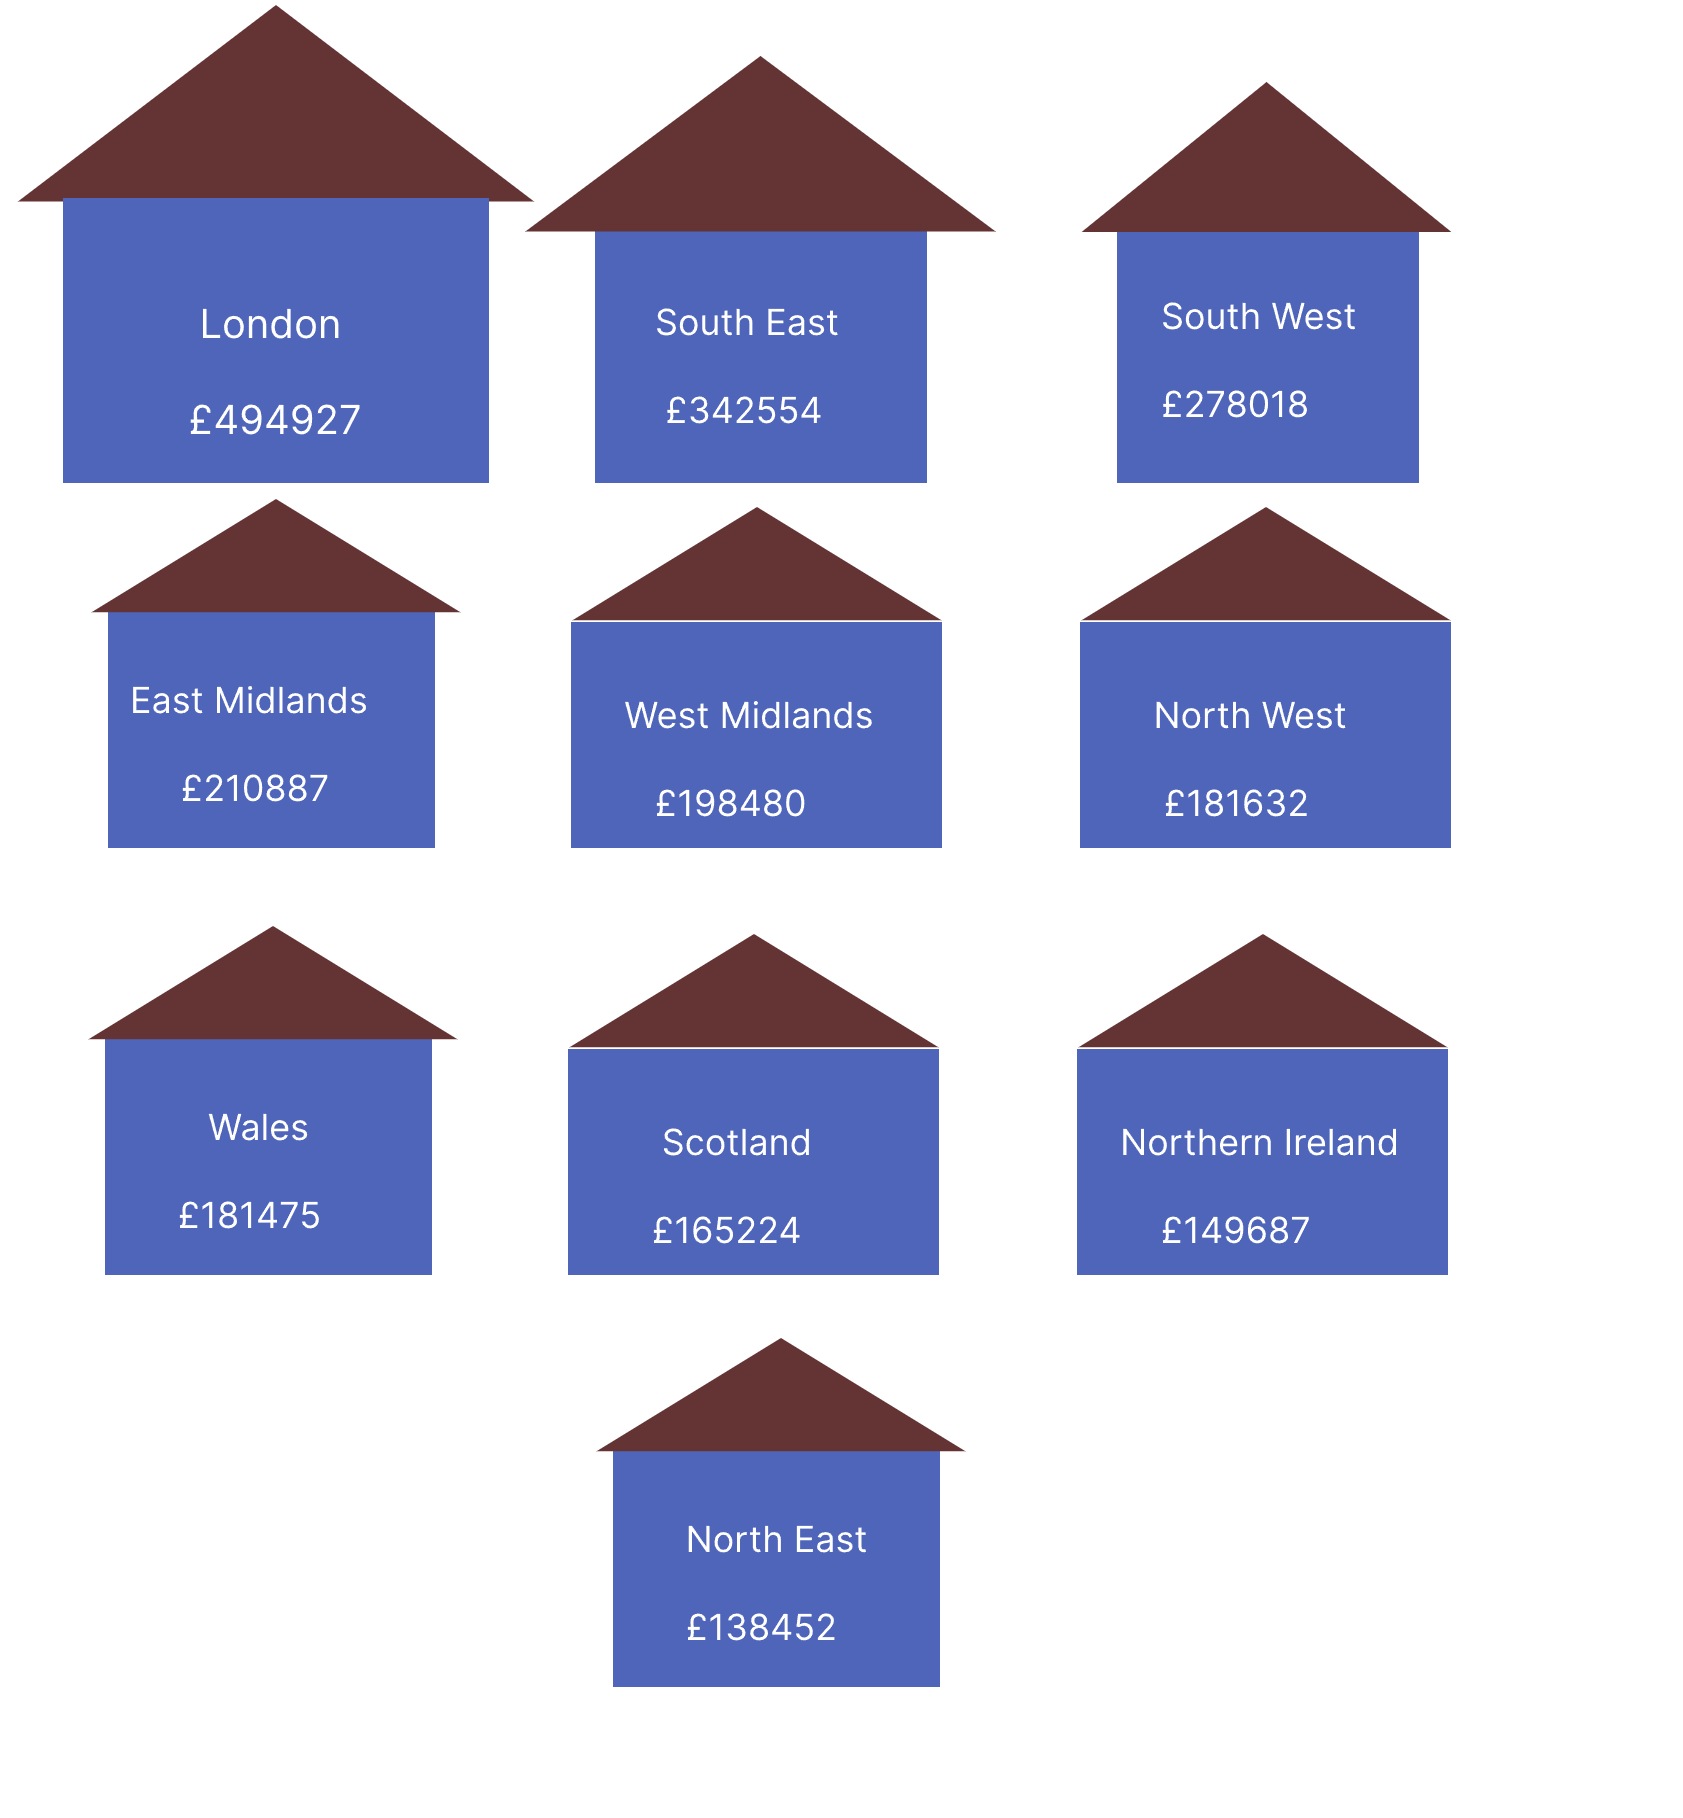 London
£494927
South East
£342554
South West
£278018
East Midlands
£210887
West Midlands
£198480
North West
£181632
Wales
£181475
Scotland
£165224
Northern Ireland
£149687
North East
£138452